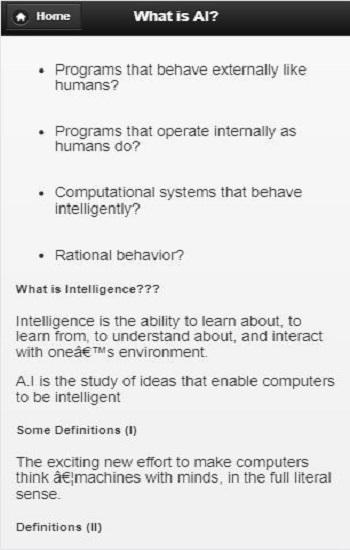 Home
What is AI?
• Programs that behave externally like
humans?
• Programs that operate internally as
humans do?
• Computational systems that behave
intelligently?
• Rational behavior?
What is Intelligence???
Intelligence is the ability to learn about, to
learn from, to understand about, and interact
with oneâ€™s environment.
A.I is the study of ideas that enable computers
to be intelligent
Some Definitions (I)
The exciting new effort to make computers
think â€¦machines with minds, in the full literal
sense.
Definitions (II)